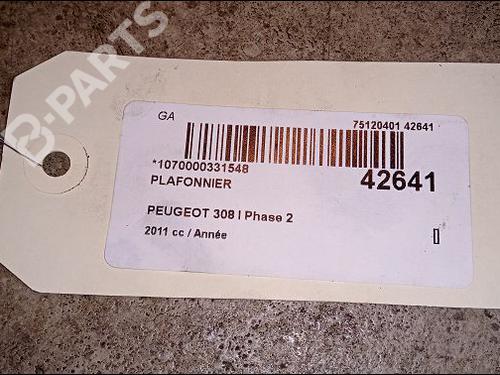 B-PARTS
GA
75120401 42641
*1070000331548
PLAFONNIER
42641
PEUGEOT 308 I Phase 2
2011 cc / Année